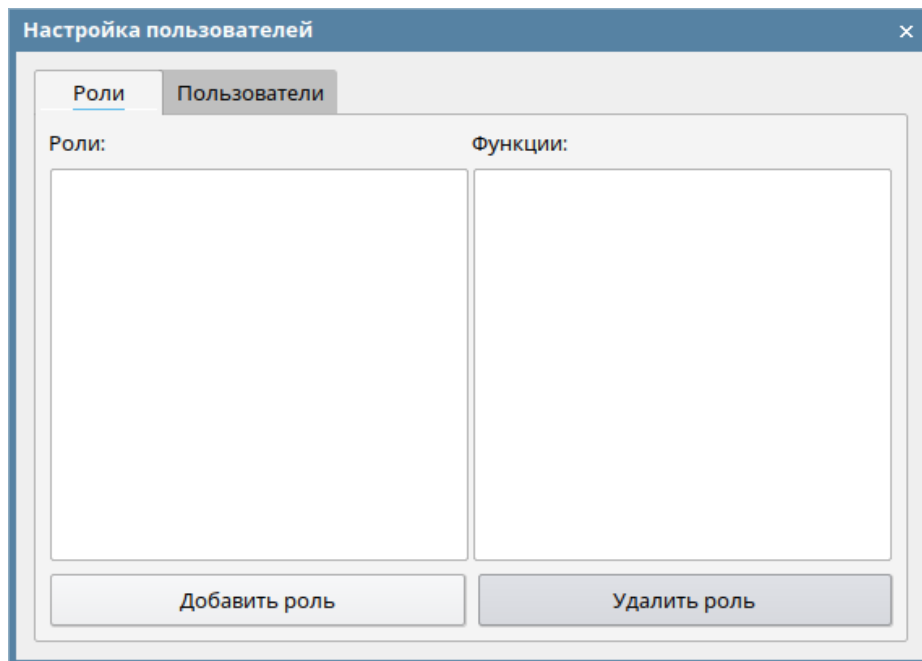 Настройка пользователей
Роли Пользователи
Роли: Функции:
Добавить роль Удалить роль